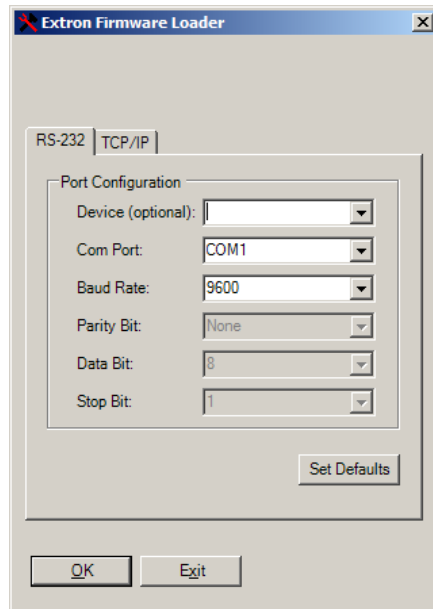 Extron Firmware Loader
RS-232 TCP/IP
Port Configuration
Device (optional):
Com Port: COM1
Baud Rate: 9600
Parity Bit: None
Data Bit: 8
Stop Bit: 1
Set Defaults
OK Exit